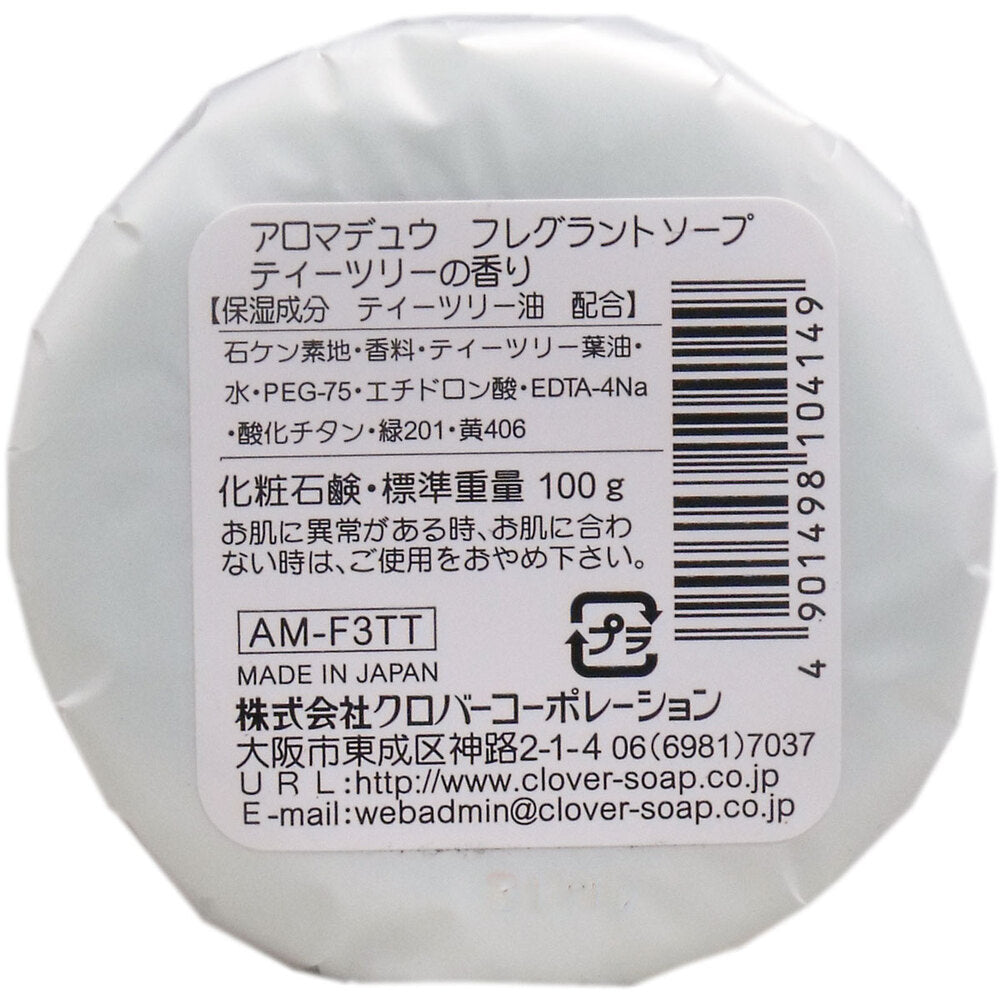 アロマデュウ　フレグラントソープ
ティーツリーの香り
【保湿成分　ティーツリー油　配合】
石ケン素地・香料・ティーツリー葉油・
水・PEG-75・エチドロン酸・EDTA-4Na
・酸化チタン・緑201・黄406
化粧石鹸・標準重量 100g
お肌に異常がある時、お肌に合わ
ない時は、ご使用をおやめ下さい。
AM-F3TT
プラ
MADE IN JAPAN
株式会社クロバーコーポレーション
大阪市東成区神路2-1-4 06(6981)7037
URL:http://www.clover-soap.co.jp
E-mail:webadmin@clover-soap.co.jp
4 901498 104149